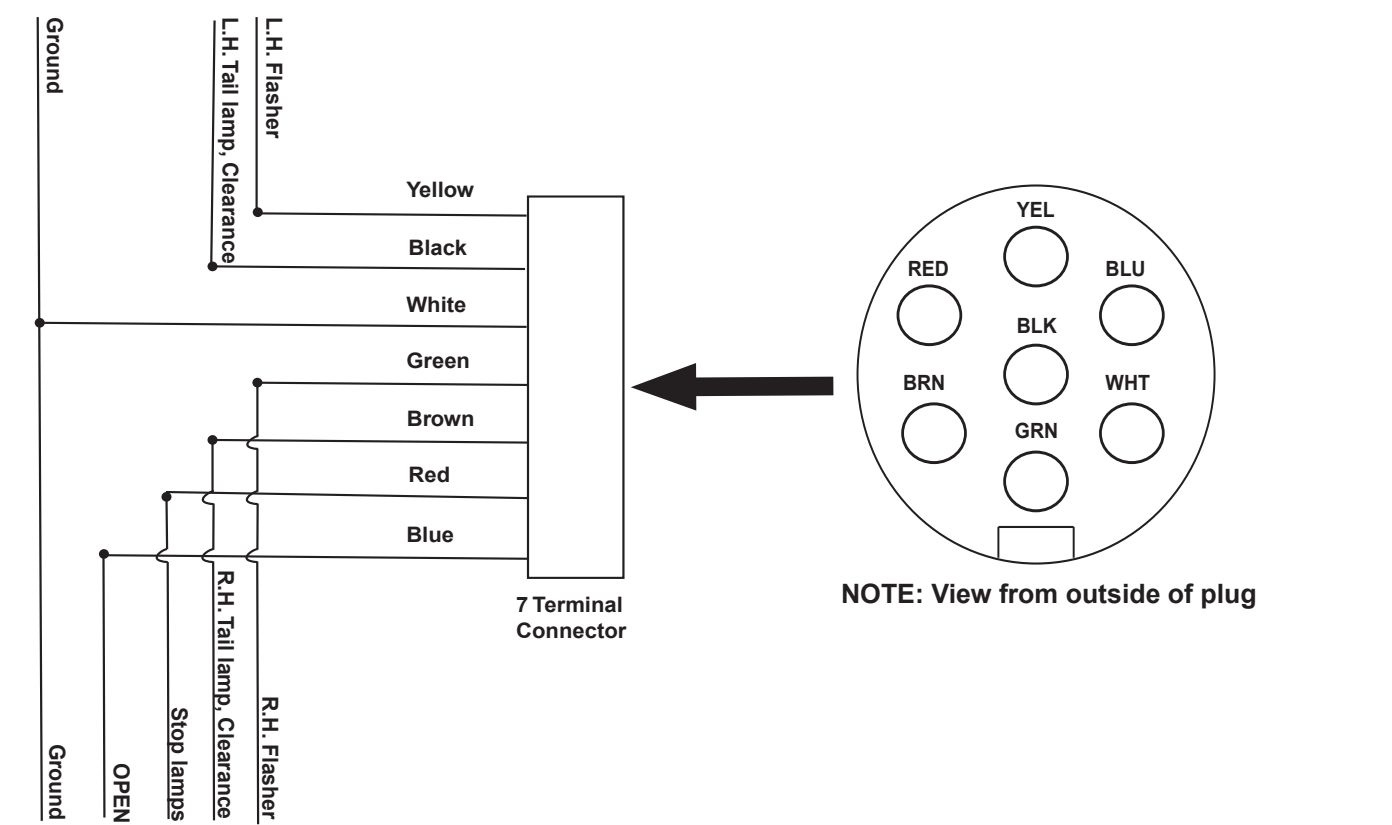 Ground
L.H. Tail lamp, Clearance
L.H. Flasher
Yellow
Black
White
Green
Brown
Red
Blue
7 Terminal
Connector
Ground
OPEN
Stop lamps
R.H. Tail lamp, Clearance
R.H. Flasher
YEL
RED
BLU
BLK
BRN
WHT
GRN
NOTE: View from outside of plug